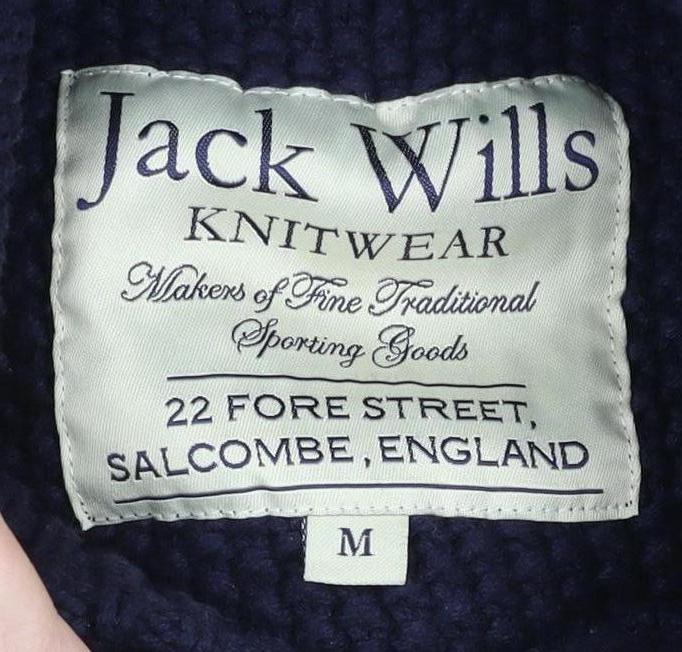 Jack Wills
KNITWEAR
Makers of Fine Traditional
Sporting Goods
22 FORE STREET,
SALCOMBE, ENGLAND
M